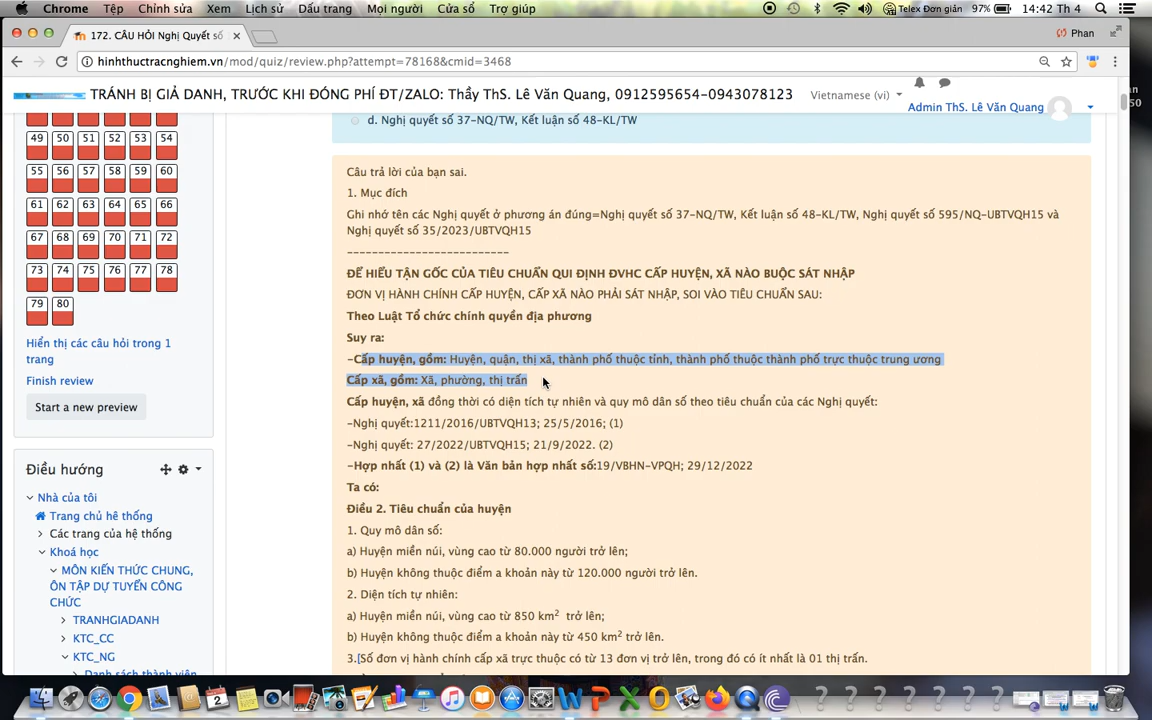 Chrome Tệp Chỉnh sửa Xem Lịch sử Dấu trang Mọi người Cửa sổ Trợ giúp Telex Đơn giản 97% 14:42 Th 4
172. CÂU HỎI Nghị Quyết số
Phan
hinhthuctracnghiem.vn/mod/quiz/review.php?attempt=78168&cmid=3468
TRÁNH BỊ GIẢ DANH, TRƯỚC KHI ĐÓNG PHÍ ĐT/ZALO: Thầy ThS. Lê Văn Quang, 0912595654-0943078123
Vietnamese (vi)
Admin ThS. Lê Văn Quang
49 50 51 52 53 54
55 56 57 58 59 60
61 62 63 64 65 66
67 68 69 70 71 72
73 74 75 76 77 78
79 80
Hiển thị các câu hỏi trong 1
trang
Finish review
Start a new preview
Điều hướng
Nhà của tôi
Trang chủ hệ thống
Các trang của hệ thống
Khoá học
MÔN KIẾN THỨC CHUNG,
ÔN TẬP DỰ TUYỂN CÔNG
CHỨC
TRANHGIADANH
KTC_CC
KTC_NG
Danh sách thành viên
d. Nghị quyết số 37-NQ/TW, Kết luận số 48-KL/TW
Câu trả lời của bạn sai.
1. Mục đích
Ghi nhớ tên các Nghị quyết ở phương án đúng=Nghị quyết số 37-NQ/TW, Kết luận số 48-KL/TW, Nghị quyết số 595/NQ-UBTVQH15 và
Nghị quyết số 35/2023/UBTVQH15
--------------------------
ĐỂ HIỂU TẬN GỐC CỦA TIÊU CHUẨN QUI ĐỊNH ĐVHC CẤP HUYỆN, XÃ NÀO BUỘC SÁT NHẬP
ĐƠN VỊ HÀNH CHÍNH CẤP HUYỆN, CẤP XÃ NÀO PHẢI SÁT NHẬP, SOI VÀO TIÊU CHUẨN SAU:
Theo Luật Tổ chức chính quyền địa phương
Suy ra:
-Cấp huyện, gồm: Huyện, quận, thị xã, thành phố thuộc tỉnh, thành phố thuộc thành phố trực thuộc trung ương
Cấp xã, gồm: Xã, phường, thị trấn
Cấp huyện, xã đồng thời có diện tích tự nhiên và quy mô dân số theo tiêu chuẩn của các Nghị quyết:
-Nghị quyết:1211/2016/UBTVQH13; 25/5/2016; (1)
-Nghị quyết: 27/2022/UBTVQH15; 21/9/2022. (2)
-Hợp nhất (1) và (2) là Văn bản hợp nhất số:19/VBHN-VPQH; 29/12/2022
Ta có:
Điều 2. Tiêu chuẩn của huyện
1. Quy mô dân số:
a) Huyện miền núi, vùng cao từ 80.000 người trở lên;
b) Huyện không thuộc điểm a khoản này từ 120.000 người trở lên.
2. Diện tích tự nhiên:
a) Huyện miền núi, vùng cao từ 850 km² trở lên;
b) Huyện không thuộc điểm a khoản này từ 450 km² trở lên.
3.[Số đơn vị hành chính cấp xã trực thuộc có từ 13 đơn vị trở lên, trong đó có ít nhất là 01 thị trấn.